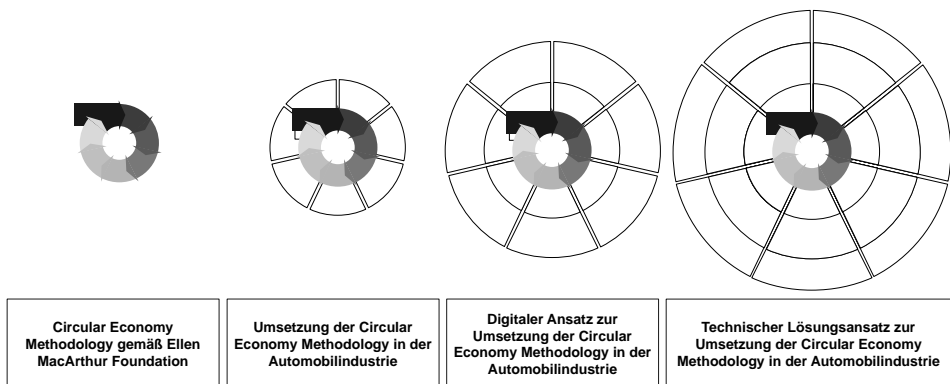 Circular Economy
Methodology gemäß Ellen
MacArthur Foundation
Umsetzung der Circular
Economy Methodology in der
Automobilindustrie
Digitaler Ansatz zur
Umsetzung der Circular
Economy Methodology in der
Automobilindustrie
Technischer Lösungsansatz zur
Umsetzung der Circular Economy
Methodology in der Automobilindustrie